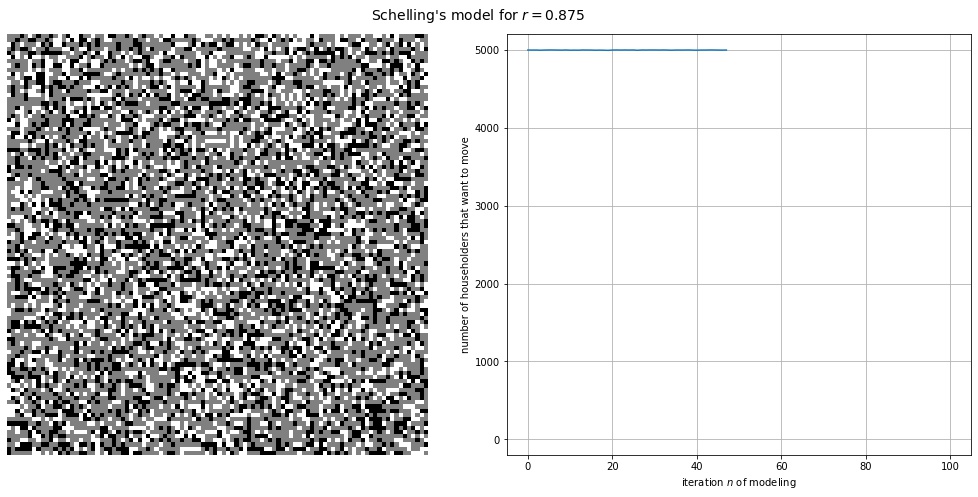 Schelling's model for r = 0.875
number of householders that want to move
5000
4000
3000
2000
1000
0
0 20 40 60 80 100
iteration n of modeling